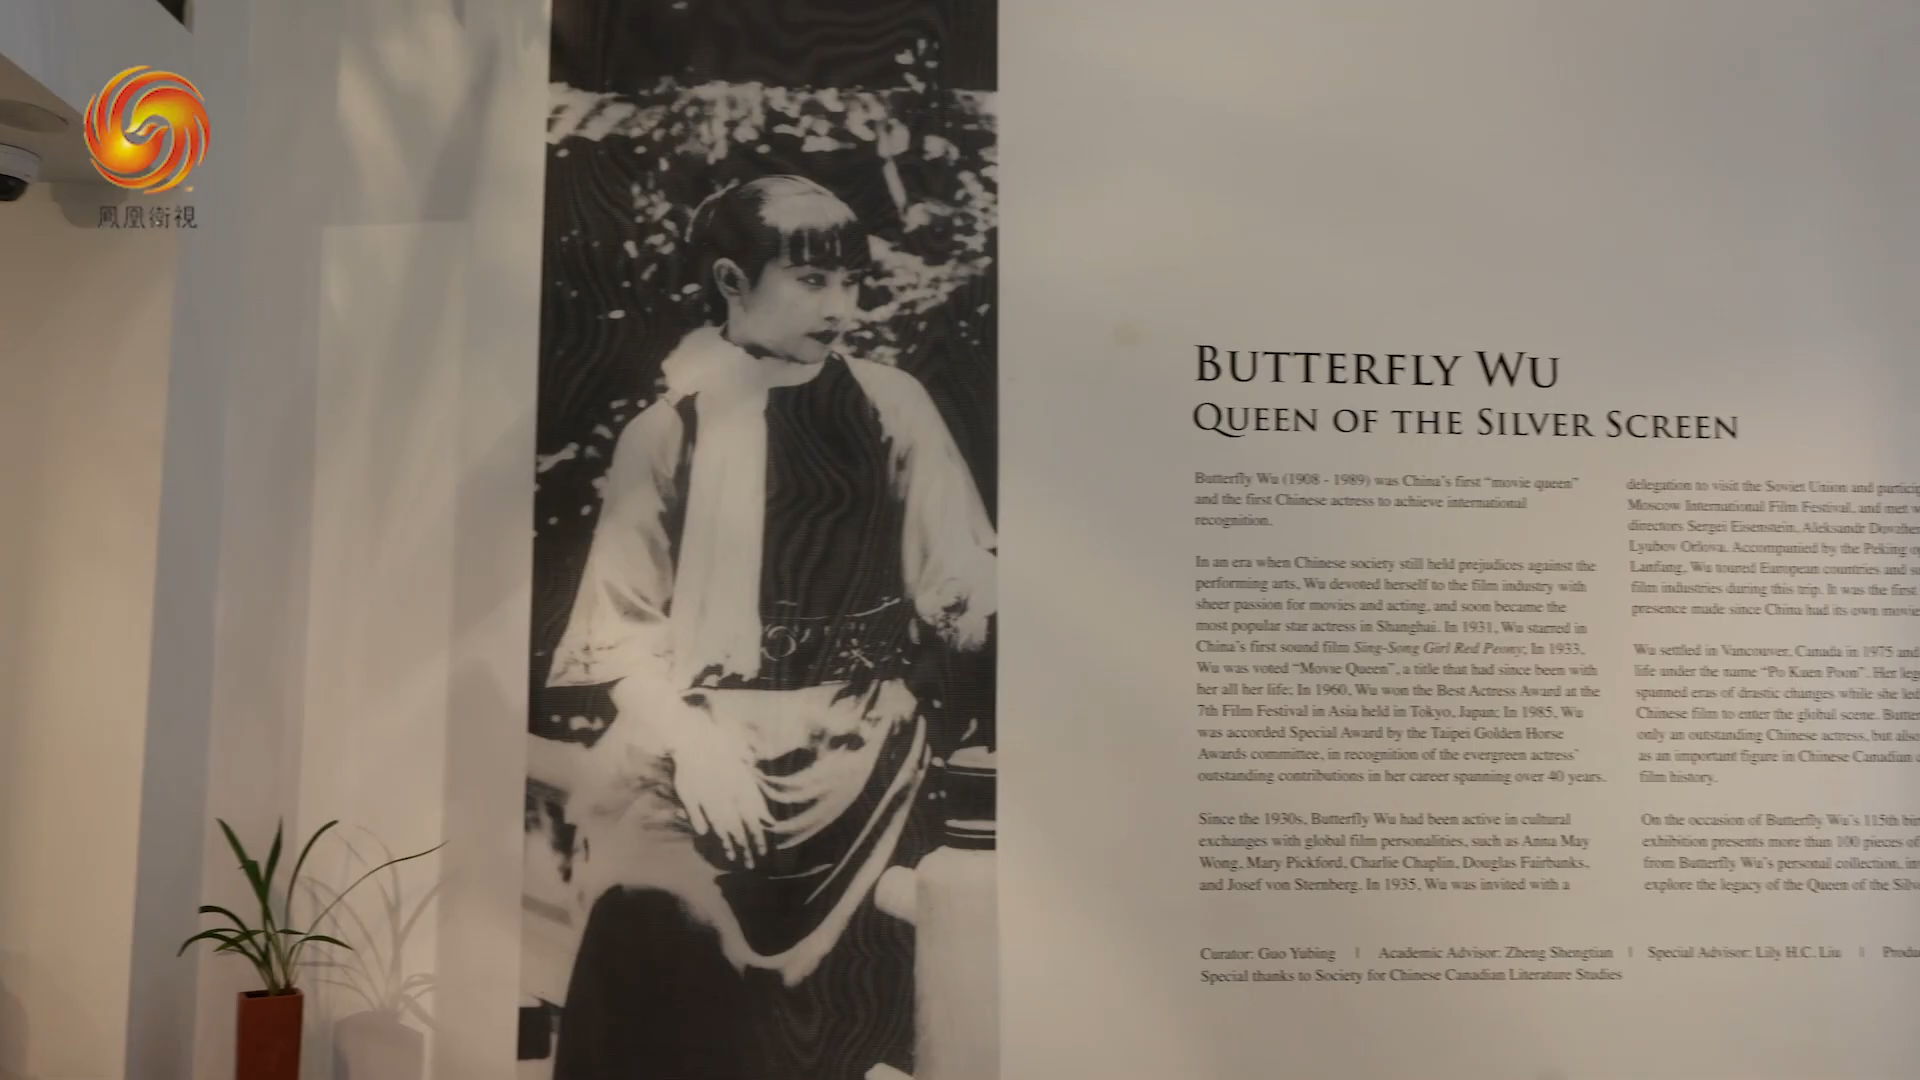 鳳凰衛視
BUTTERFLY WU
QUEEN OF THE SILVER SCREEN
Butterfly Wu (1908 - 1989) was China's first "movie queen"
and the first Chinese actress to achieve international
recognition.
In an era when Chinese society still held prejudices against the
performing arts, Wu devoted herself to the film industry with
sheer passion for movies and acting, and soon became the
most popular star actress in Shanghai. In 1931, Wu starred in
China's first sound film Sing-Song Girl Red Peony; In 1933,
Wu was voted "Movie Queen", a title that had since been with
her all her life; In 1960, Wu won the Best Actress Award at the
7th Film Festival in Asia held in Tokyo, Japan; In 1985, Wu
was accorded Special Award by the Taipei Golden Horse
Awards committee, in recognition of the evergreen actress'
outstanding contributions in her career spanning over 40 years.
Since the 1930s, Butterfly Wu had been active in cultural
exchanges with global film personalities, such as Anna May
Wong, Mary Pickford, Charlie Chaplin, Douglas Fairbanks,
and Josef von Sternberg. In 1935, Wu was invited with a
delegation to visit the Soviet Union and
Moscow International Film Festival, and met
directors Sergei Eisenstein, Aleksandr
Lyubov Orlova. Accompanied by the Peking
Lanfang, Wu toured European countries and
film industries during this trip. It was the first
presence made since China had its own movie
Wu settled in Vancouver, Canada in 1975 and
life under the name "Po Kuen Poon". Her
spanned eras of drastic changes while she led
Chinese film to enter the global scene.
only an outstanding Chinese actress, but also
as an important figure in Chinese Canadian
film history.
On the occasion of Butterfly Wu's 115th
exhibition presents more than 100 pieces of
from Butterfly Wu's personal collection,
explore the legacy of the Queen of the
Curator: Guo Yubing | Academic Advisor: Zheng Shengtian | Special Advisor: Lily H.C. Liu |
Special thanks to Society for Chinese Canadian Literature Studies